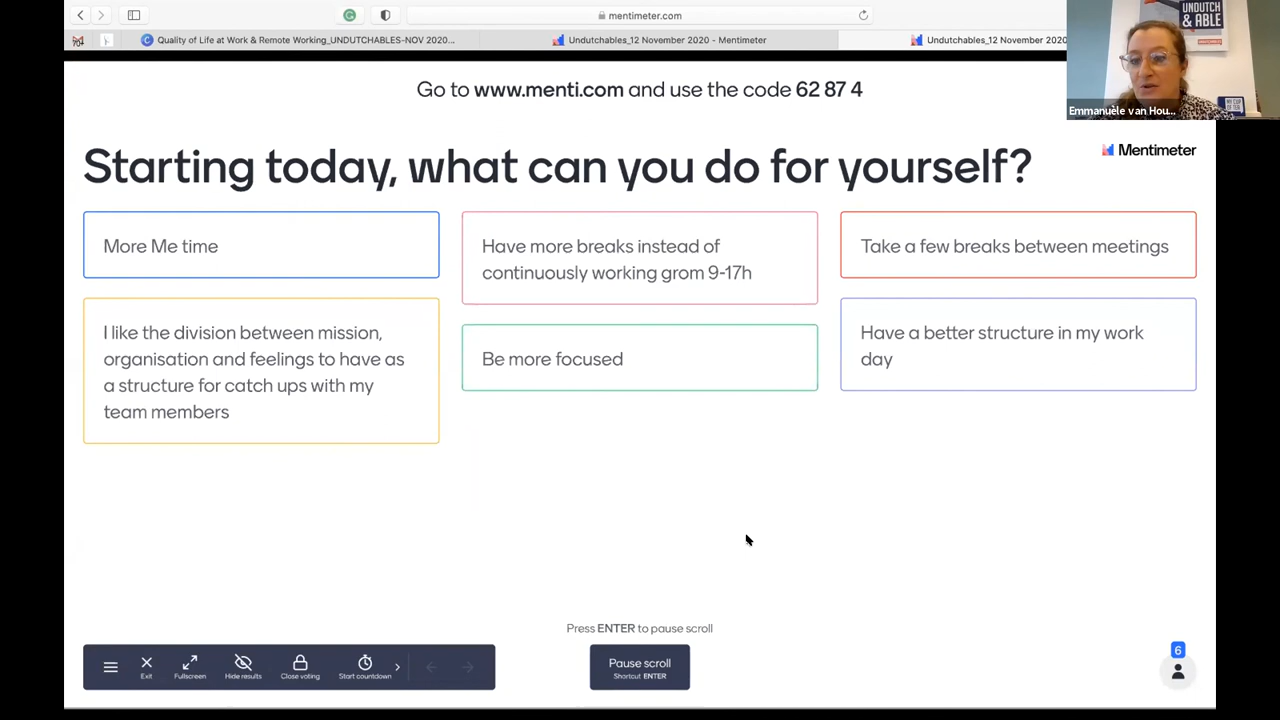 mentimeter.com
Quality of Life at Work & Remote Working_UNDUTCHABLES-NOV 2020...
Undutchables_12 November 2020 - Mentimeter
Undutchables_12 November 2020
UNDUTCH
& ABLE
Emmanuèle van Hou...
Go to www.menti.com and use the code 62 87 4
Starting today, what can you do for yourself?
Mentimeter
More Me time
Have more breaks instead of
continuously working grom 9-17h
Take a few breaks between meetings
I like the division between mission,
organisation and feelings to have as
a structure for catch ups with my
team members
Be more focused
Have a better structure in my work
day
Press ENTER to pause scroll
Exit
Fullscreen
Hide results
Close voting
Start countdown
Pause scroll
Shortcut ENTER
6